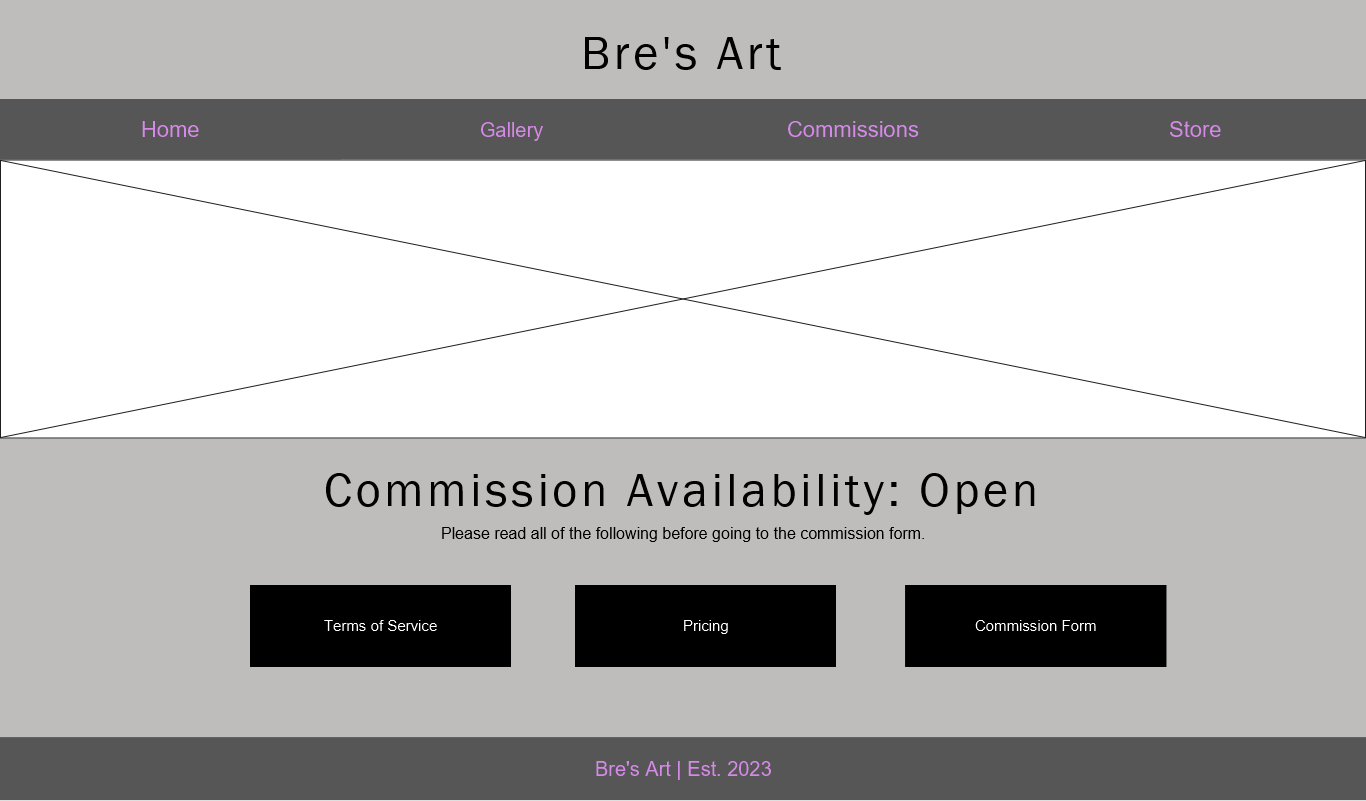 Bre's Art
Home Gallery Commissions Store
Commission Availability: Open
Please read all of the following before going to the commission form.
Terms of Service Pricing Commission Form
Bre's Art | Est. 2023